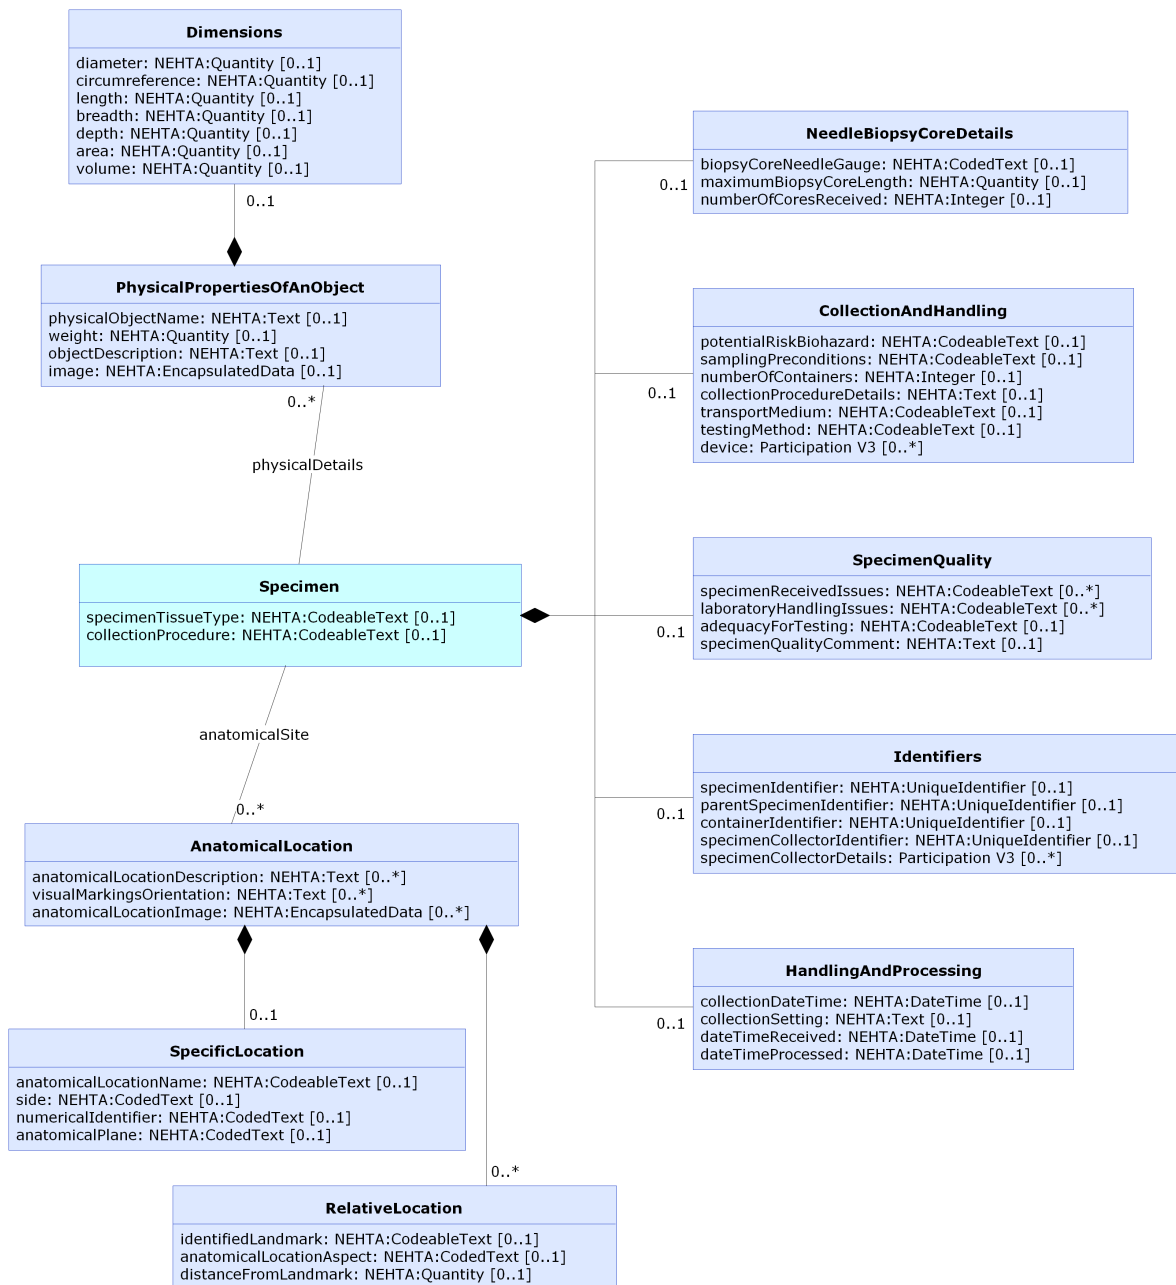 Dimensions
diameter: NEHTA:Quantity [0..1]
circumreference: NEHTA:Quantity [0..1]
length: NEHTA:Quantity [0..1]
breadth: NEHTA:Quantity [0..1]
depth: NEHTA:Quantity [0..1]
area: NEHTA:Quantity [0..1]
volume: NEHTA:Quantity [0..1]
0..1
PhysicalPropertiesOfAnObject
physicalObjectName: NEHTA:Text [0..1]
weight: NEHTA:Quantity [0..1]
objectDescription: NEHTA:Text [0..1]
image: NEHTA:EncapsulatedData [0..1]
0..*
physicalDetails
Specimen
specimenTissueType: NEHTA:CodeableText [0..1]
collectionProcedure: NEHTA:CodeableText [0..1]
anatomicalSite
0..*
AnatomicalLocation
anatomicalLocationDescription: NEHTA:Text [0..*]
visualMarkingsOrientation: NEHTA:Text [0..*]
anatomicalLocationImage: NEHTA:EncapsulatedData [0..*]
0..1
SpecificLocation
anatomicalLocationName: NEHTA:CodeableText [0..1]
side: NEHTA:CodedText [0..1]
numericalIdentifier: NEHTA:CodedText [0..1]
anatomicalPlane: NEHTA:CodedText [0..1]
0..*
RelativeLocation
identifiedLandmark: NEHTA:CodeableText [0..1]
anatomicalLocationAspect: NEHTA:CodedText [0..1]
distanceFromLandmark: NEHTA:Quantity [0..1]
NeedleBiopsyCoreDetails
biopsyCoreNeedleGauge: NEHTA:CodedText [0..1]
maximumBiopsyCoreLength: NEHTA:Quantity [0..1]
numberOfCoresReceived: NEHTA:Integer [0..1]
0..1
CollectionAndHandling
potentialRiskBiohazard: NEHTA:CodeableText [0..1]
samplingPreconditions: NEHTA:CodeableText [0..1]
numberOfContainers: NEHTA:Integer [0..1]
collectionProcedureDetails: NEHTA:Text [0..1]
transportMedium: NEHTA:CodeableText [0..1]
testingMethod: NEHTA:CodeableText [0..1]
device: Participation V3 [0..*]
0..1
SpecimenQuality
specimenReceivedIssues: NEHTA:CodeableText [0..*]
laboratoryHandlingIssues: NEHTA:CodeableText [0..*]
adequacyForTesting: NEHTA:CodeableText [0..1]
specimenQualityComment: NEHTA:Text [0..1]
0..1
Identifiers
specimenIdentifier: NEHTA:UniqueIdentifier [0..1]
parentSpecimenIdentifier: NEHTA:UniqueIdentifier [0..1]
containerIdentifier: NEHTA:UniqueIdentifier [0..1]
specimenCollectorIdentifier: NEHTA:UniqueIdentifier [0..1]
specimenCollectorDetails: Participation V3 [0..*]
0..1
HandlingAndProcessing
collectionDateTime: NEHTA:DateTime [0..1]
collectionSetting: NEHTA:Text [0..1]
dateTimeReceived: NEHTA:DateTime [0..1]
dateTimeProcessed: NEHTA:DateTime [0..1]
0..1